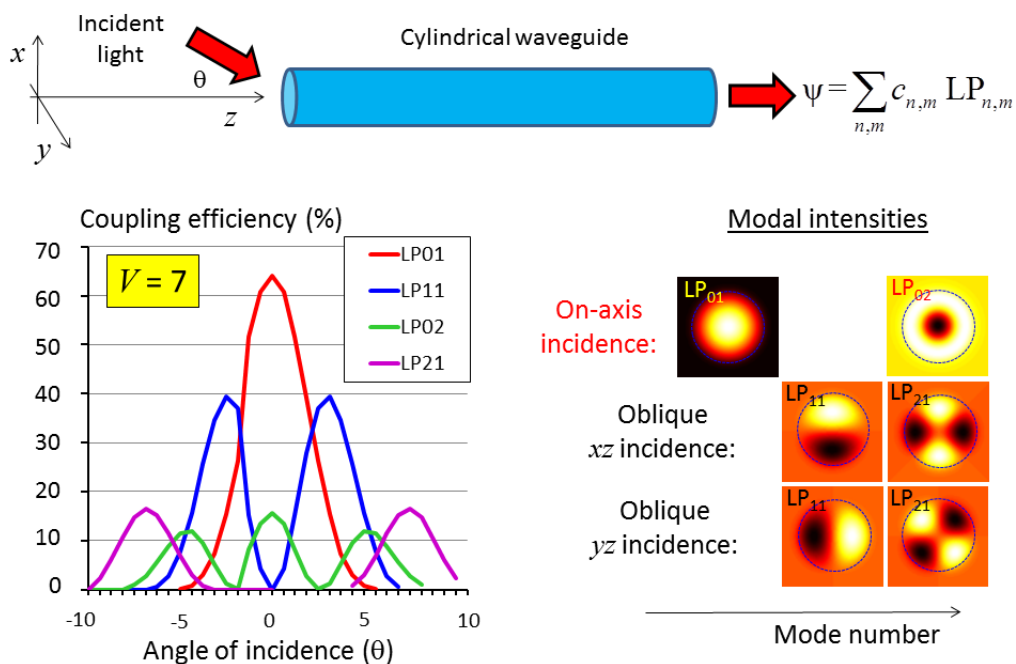 Incident
light
Cylindrical waveguide
x
θ
z
y
ψ = ∑ c_{n,m} LP_{n,m}
n,m
Coupling efficiency (%)
V = 7
70
60
50
40
30
20
10
0
LP01
LP11
LP02
LP21
-10
-5
0
5
10
Angle of incidence (θ)
Modal intensities
On-axis
incidence:
LP01
LP02
Oblique
xz incidence:
LP11
LP21
Oblique
yz incidence:
LP11
LP21
Mode number